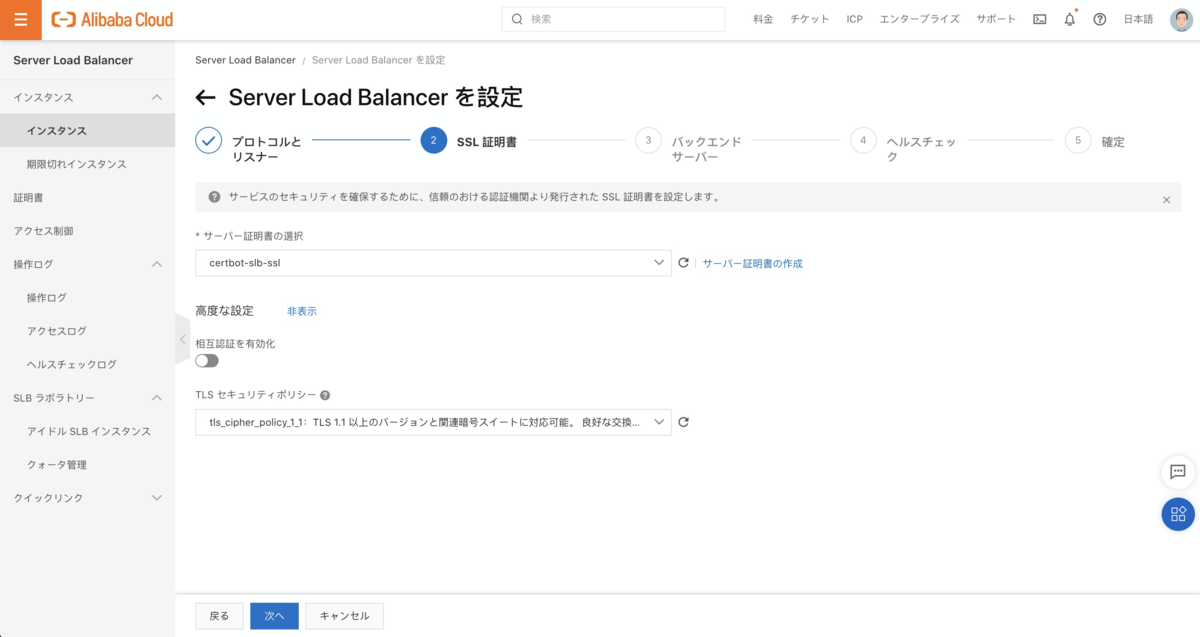 Alibaba Cloud
検索
料金
チケット
ICP
エンタープライズ
サポート
日本語
Server Load Balancer
インスタンス
インスタンス
期限切れインスタンス
証明書
アクセス制御
操作ログ
操作ログ
アクセスログ
ヘルスチェックログ
SLB ラボラトリー
アイドル SLB インスタンス
クォータ管理
クイックリンク
Server Load Balancer / Server Load Balancer を設定
Server Load Balancer を設定
プロトコルと
リスナー
2 SSL 証明書
3 バックエンド
サーバー
4 ヘルスチェッ
ク
5 確定
サービスのセキュリティを確保するために、信頼のおける認証機関より発行された SSL 証明書を設定します。
* サーバー証明書の選択
certbot-slb-ssl
サーバー証明書の作成
高度な設定 非表示
相互認証を有効化
TLS セキュリティポリシー
tls_cipher_policy_1_1: TLS 1.1 以上のバージョンと関連暗号スイートに対応可能。 良好な交換...
戻る
次へ
キャンセル